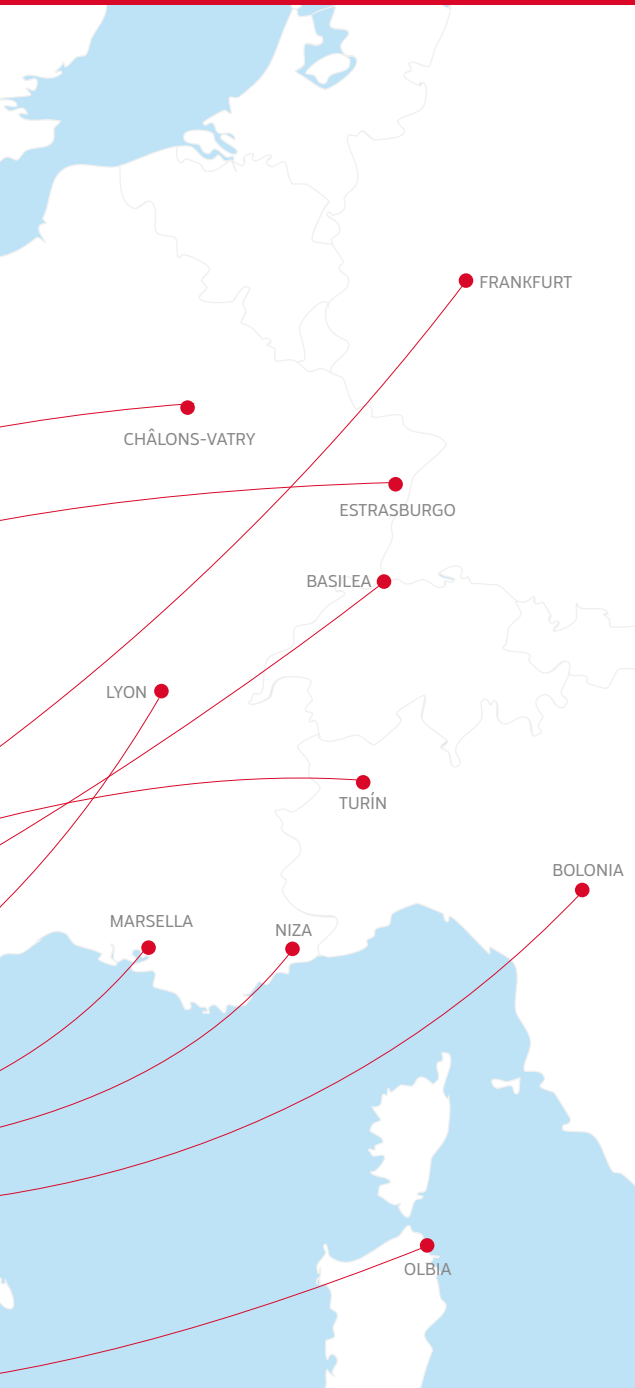 FRANKFURT
CHÂLONS-VATRY
ESTRASBURGO
BASILEA
LYON
TURÍN
BOLONIA
MARSELLA
NIZA
OLBIA